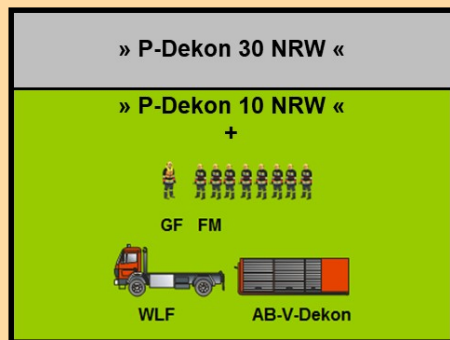 » P-Dekon 30 NRW «
» P-Dekon 10 NRW «
+
GF FM
WLF AB-V-Dekon